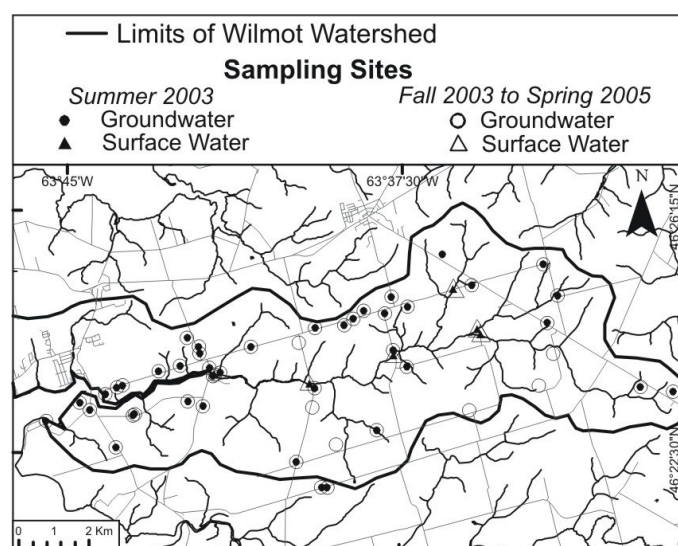 Limits of Wilmot Watershed
Sampling Sites
Summer 2003
Fall 2003 to Spring 2005
Groundwater
Groundwater
Surface Water
Surface Water
63°45'W
63°37'30"W
N
46°26'15"N
46°22'30"N
0 1 2 Km